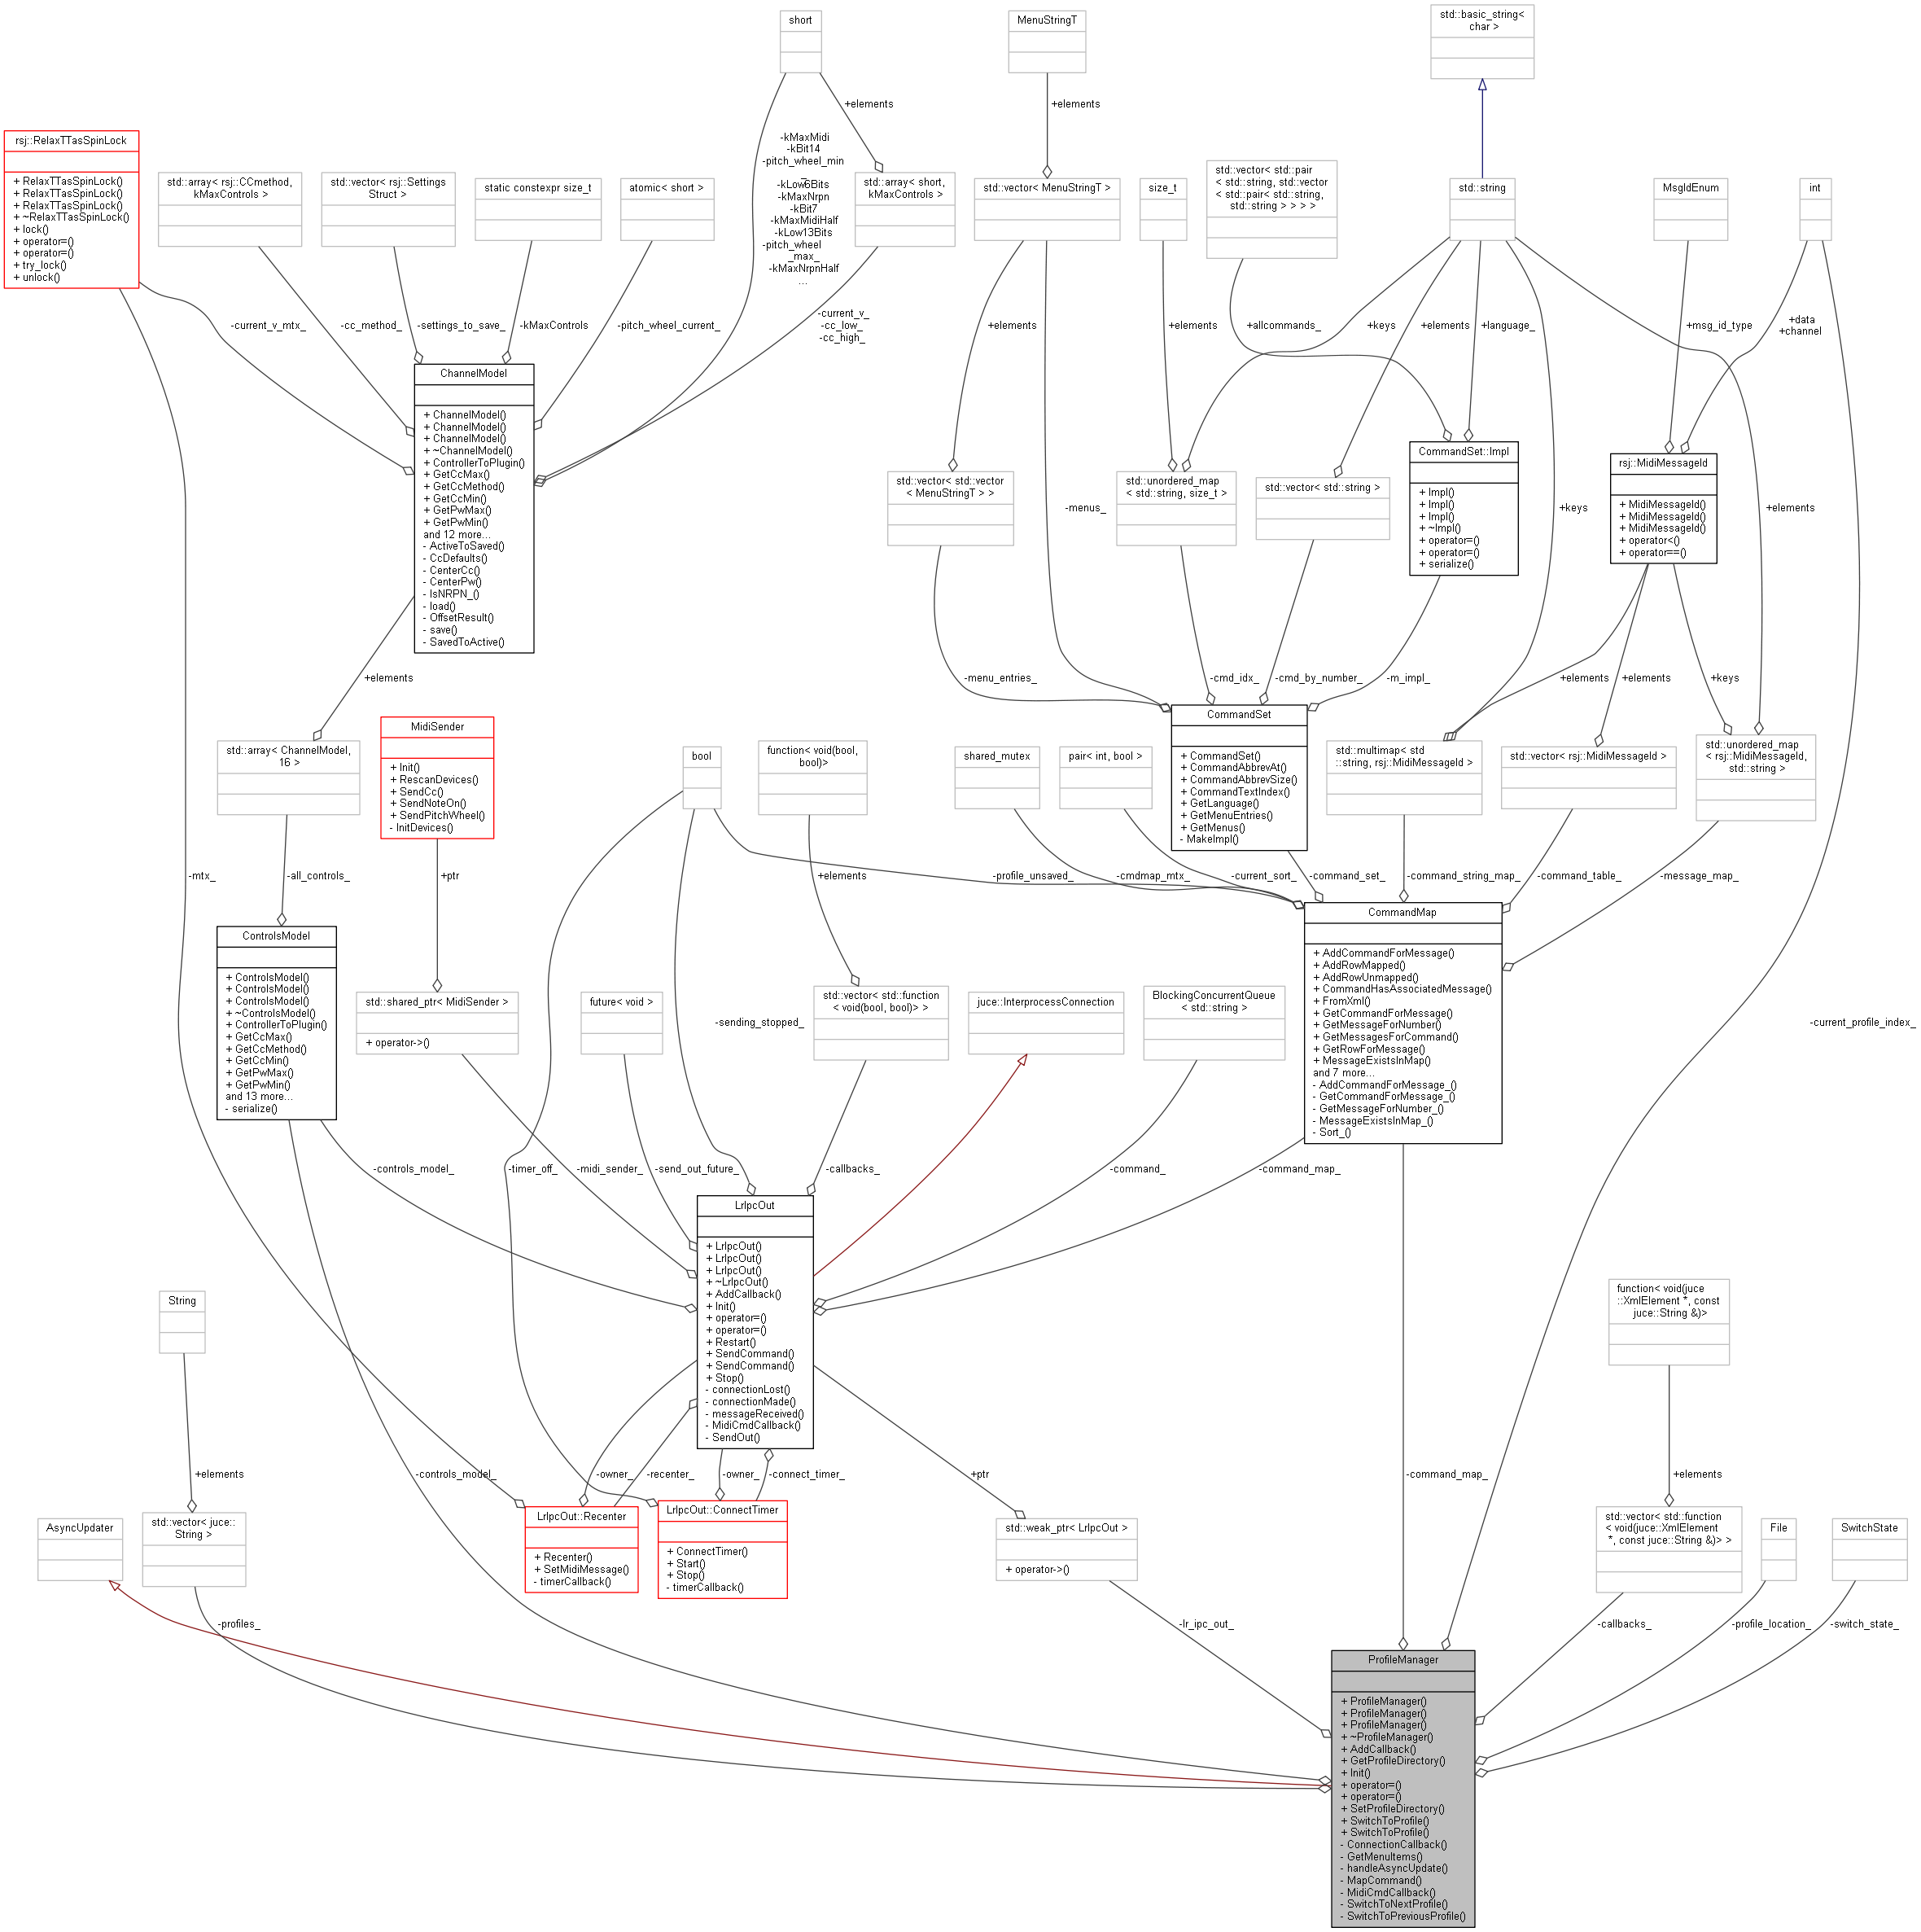 short
MenuStringT
std::basic_string<
char >
+elements
+elements
rsj::RelaxTTasSpinLock
+ RelaxTTasSpinLock()
+ RelaxTTasSpinLock()
+ RelaxTTasSpinLock()
+ ~RelaxTTasSpinLock()
+ lock()
+ operator=()
+ operator=()
+ try_lock()
+ unlock()
std::array< rsj::CCmethod,
kMaxControls >
std::vector< rsj::Settings
Struct >
static constexpr size_t
atomic< short >
-kMaxMidi
-kBit14
-pitch_wheel_min
_
-kLow6Bits
-kMaxNrpn
-kBit7
-kMaxMidiHalf
-kLow13Bits
-pitch_wheel
_max_
-kMaxNrpnHalf
...
std::array< short,
kMaxControls >
std::vector< MenuStringT >
size_t
std::vector< std::pair
< std::string, std::vector
< std::pair< std::string,
std::string > > > >
std::string
MsgIdEnum
int
-current_v_mtx_
-cc_method_
-settings_to_save_
-kMaxControls
-pitch_wheel_current_
-current_v_
-cc_low_
-cc_high_
+elements
+elements
+allcommands_
+keys
+elements
+language_
+msg_id_type
+data
+channel
ChannelModel
+ ChannelModel()
+ ChannelModel()
+ ChannelModel()
+ ~ChannelModel()
+ ControllerToPlugin()
+ GetCcMax()
+ GetCcMethod()
+ GetCcMin()
+ GetPwMax()
+ GetPwMin()
and 12 more...
- ActiveToSaved()
- CcDefaults()
- CenterCc()
- CenterPw()
- IsNRPN_()
- load()
- OffsetResult()
- save()
- SavedToActive()
std::vector< std::vector
< MenuStringT > >
-menus_
std::unordered_map
< std::string, size_t >
std::vector< std::string >
CommandSet::Impl
+ Impl()
+ Impl()
+ Impl()
+ ~Impl()
+ operator=()
+ operator=()
+ serialize()
+keys
rsj::MidiMessageId
+ MidiMessageId()
+ MidiMessageId()
+ MidiMessageId()
+ operator<()
+ operator==()
+elements
+elements
-menu_entries_
-cmd_idx_
-cmd_by_number_
-m_impl_
+elements
+elements
+keys
std::array< ChannelModel,
16 >
MidiSender
+ Init()
+ RescanDevices()
+ SendCc()
+ SendNoteOn()
+ SendPitchWheel()
- InitDevices()
bool
function< void(bool,
bool)>
shared_mutex
pair< int, bool >
CommandSet
+ CommandSet()
+ CommandAbbrevAt()
+ CommandAbbrevSize()
+ CommandTextIndex()
+ GetLanguage()
+ GetMenuEntries()
+ GetMenus()
- MakeImpl()
std::multimap< std
::string, rsj::MidiMessageId >
std::vector< rsj::MidiMessageId >
std::unordered_map
< rsj::MidiMessageId,
std::string >
-mtx_
-all_controls_
+ptr
+elements
-profile_unsaved_
-cmdmap_mtx_
-current_sort_
-command_set_
-command_string_map_
-command_table_
-message_map_
ControlsModel
+ ControlsModel()
+ ControlsModel()
+ ControlsModel()
+ ~ControlsModel()
+ ControllerToPlugin()
+ GetCcMax()
+ GetCcMethod()
+ GetCcMin()
+ GetPwMax()
+ GetPwMin()
and 13 more...
- serialize()
std::shared_ptr< MidiSender >
+ operator->()
future< void >
-sending_stopped_
std::vector< std::function
< void(bool, bool)> >
juce::InterprocessConnection
BlockingConcurrentQueue
< std::string >
CommandMap
+ AddCommandForMessage()
+ AddRowMapped()
+ AddRowUnmapped()
+ CommandHasAssociatedMessage()
+ FromXml()
+ GetCommandForMessage()
+ GetMessageForNumber()
+ GetMessagesForCommand()
+ GetRowForMessage()
+ MessageExistsInMap()
and 7 more...
- AddCommandForMessage_()
- GetCommandForMessage_()
- GetMessageForNumber_()
- MessageExistsInMap_()
- Sort_()
-current_profile_index_
-controls_model_
-timer_off_
-midi_sender_
-send_out_future_
-callbacks_
-command_
-command_map_
LrIpcOut
+ LrIpcOut()
+ LrIpcOut()
+ LrIpcOut()
+ ~LrIpcOut()
+ AddCallback()
+ Init()
+ operator=()
+ operator=()
+ Restart()
+ SendCommand()
+ SendCommand()
+ Stop()
- connectionLost()
- connectionMade()
- messageReceived()
- MidiCmdCallback()
- SendOut()
String
function< void(juce
::XmlElement *, const
juce::String &)>
+elements
-controls_model_
-owner_
-recenter_
-owner_
-connect_timer_
+ptr
-command_map_
+elements
AsyncUpdater
std::vector< juce::
String >
LrIpcOut::Recenter
+ Recenter()
+ SetMidiMessage()
- timerCallback()
LrIpcOut::ConnectTimer
+ ConnectTimer()
+ Start()
+ Stop()
- timerCallback()
std::weak_ptr< LrIpcOut >
+ operator->()
std::vector< std::function
< void(juce::XmlElement
*, const juce::String &)> >
File
SwitchState
-profiles_
-lr_ipc_out_
-callbacks_
-profile_location_
-switch_state_
ProfileManager
+ ProfileManager()
+ ProfileManager()
+ ProfileManager()
+ ~ProfileManager()
+ AddCallback()
+ GetProfileDirectory()
+ Init()
+ operator=()
+ operator=()
+ SetProfileDirectory()
+ SwitchToProfile()
+ SwitchToProfile()
- ConnectionCallback()
- GetMenuItems()
- handleAsyncUpdate()
- MapCommand()
- MidiCmdCallback()
- SwitchToNextProfile()
- SwitchToPreviousProfile()